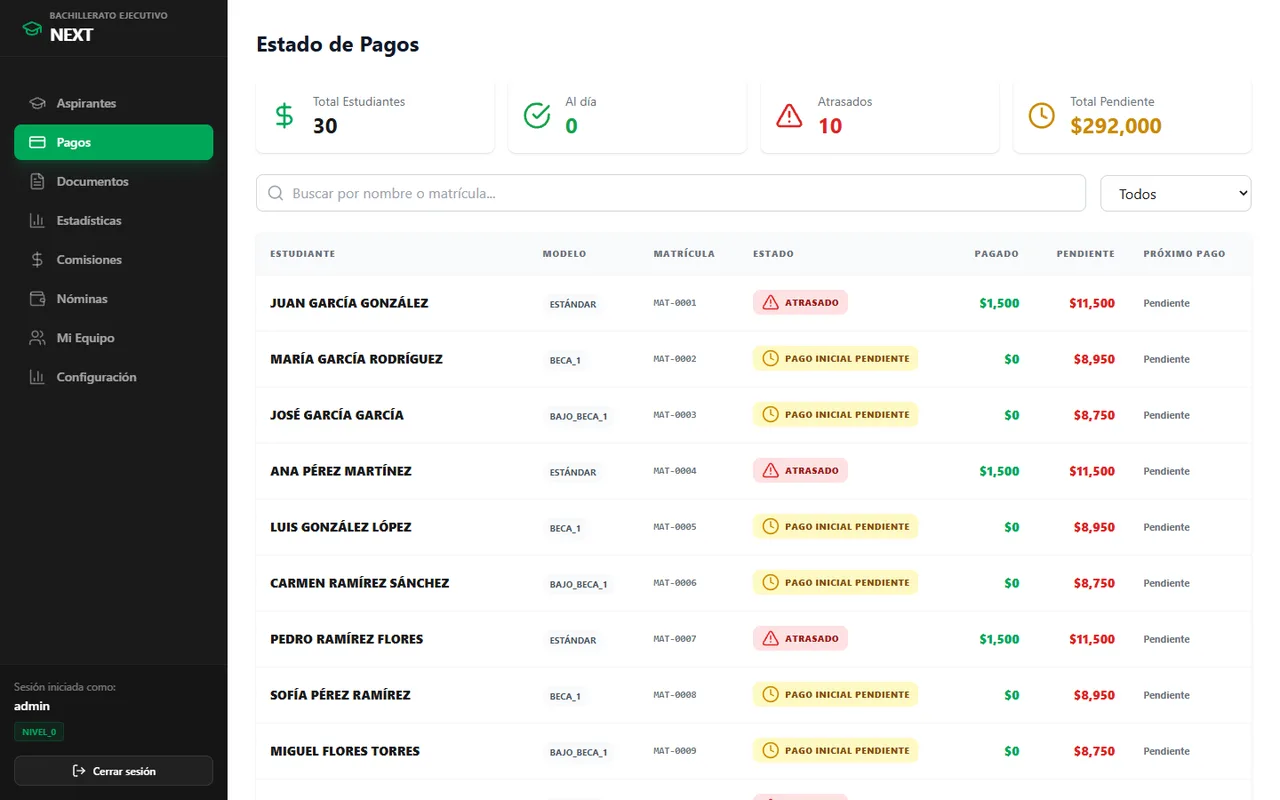 BACHILLERATO EJECUTIVO
NEXT
Aspirantes
Pagos
Documentos
Estadísticas
Comisiones
Nóminas
Mi Equipo
Configuración
Sesión iniciada como:
admin
NIVEL_0
Cerrar sesión
Estado de Pagos
Total Estudiantes
30
Al día
0
Atrasados
10
Total Pendiente
$292,000
Buscar por nombre o matrícula...
Todos
ESTUDIANTE MODELO MATRÍCULA ESTADO PAGADO PENDIENTE PRÓXIMO PAGO
JUAN GARCÍA GONZÁLEZ ESTÁNDAR MAT-0001 ATRASADO $1,500 $11,500 Pendiente
MARÍA GARCÍA RODRÍGUEZ BECA_1 MAT-0002 PAGO INICIAL PENDIENTE $0 $8,950 Pendiente
JOSÉ GARCÍA GARCÍA BAJO_BECA_1 MAT-0003 PAGO INICIAL PENDIENTE $0 $8,750 Pendiente
ANA PÉREZ MARTÍNEZ ESTÁNDAR MAT-0004 ATRASADO $1,500 $11,500 Pendiente
LUIS GONZÁLEZ LÓPEZ BECA_1 MAT-0005 PAGO INICIAL PENDIENTE $0 $8,950 Pendiente
CARMEN RAMÍREZ SÁNCHEZ BAJO_BECA_1 MAT-0006 PAGO INICIAL PENDIENTE $0 $8,750 Pendiente
PEDRO RAMÍREZ FLORES ESTÁNDAR MAT-0007 ATRASADO $1,500 $11,500 Pendiente
SOFÍA PÉREZ RAMÍREZ BECA_1 MAT-0008 PAGO INICIAL PENDIENTE $0 $8,950 Pendiente
MIGUEL FLORES TORRES BAJO_BECA_1 MAT-0009 PAGO INICIAL PENDIENTE $0 $8,750 Pendiente